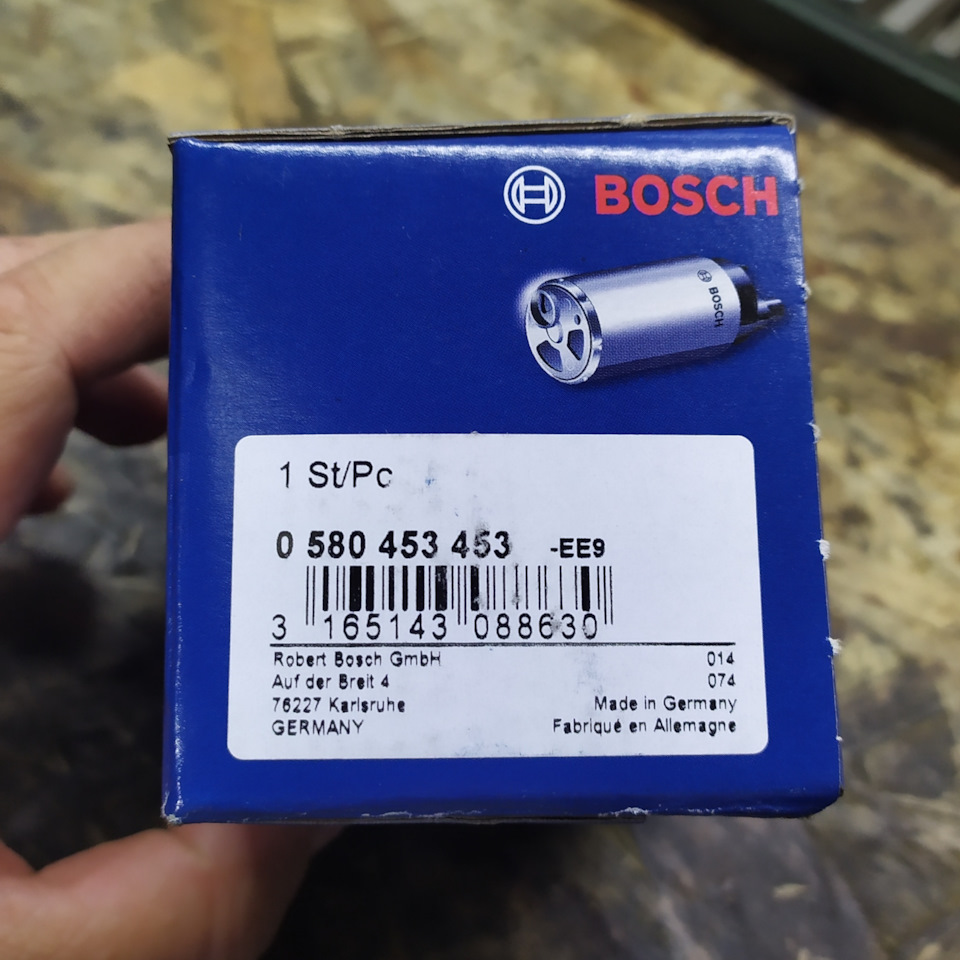 BOSCH
BOSCH
1 St/Pc
0 580 453 453 -EE9
3 165143 088630
Robert Bosch GmbH 014
Auf der Breit 4 074
76227 Karlsruhe Made in Germany
GERMANY Fabriqué en Allemagne